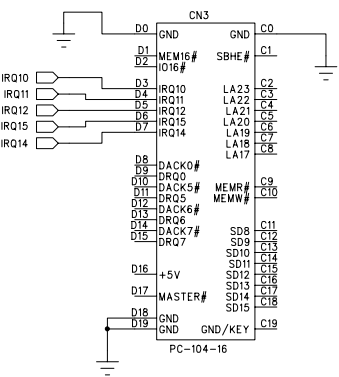 CN3
D0 GND GND C0
D1 MEM16# SBHE# C1
D2 IO16#
IRQ10 D3 IRQ10 LA23 C2
IRQ11 D4 IRQ11 LA22 C3
IRQ12 D5 IRQ12 LA21 C4
IRQ15 D6 IRQ15 LA20 C5
IRQ14 D7 IRQ14 LA19 C6
LA18 C7
LA17 C8
D8 DACK0#
D9 DRQ0
D10 DACK5# MEMR# C9
D11 DRQ5 MEMW# C10
D12 DACK6#
D13 DRQ6
D14 DACK7# SD8 C11
D15 DRQ7 SD9 C12
SD10 C13
SD11 C14
D16 +5V SD12 C15
SD13 C16
D17 MASTER# SD14 C17
SD15 C18
D18 GND
D19 GND GND/KEY C19
PC-104-16